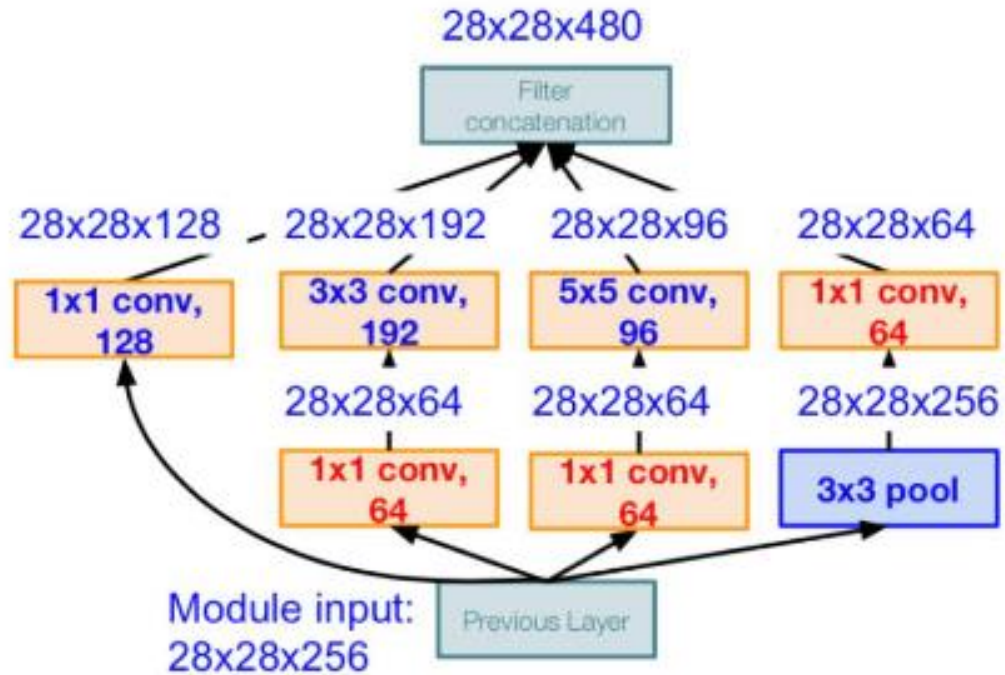 28x28x480
Filter
concatenation
28x28x128
28x28x192
28x28x96
28x28x64
1x1 conv,
128
3x3 conv,
192
5x5 conv,
96
1x1 conv,
64
28x28x64
28x28x64
28x28x256
1x1 conv,
64
1x1 conv,
64
3x3 pool
Module input:
28x28x256
Previous Layer